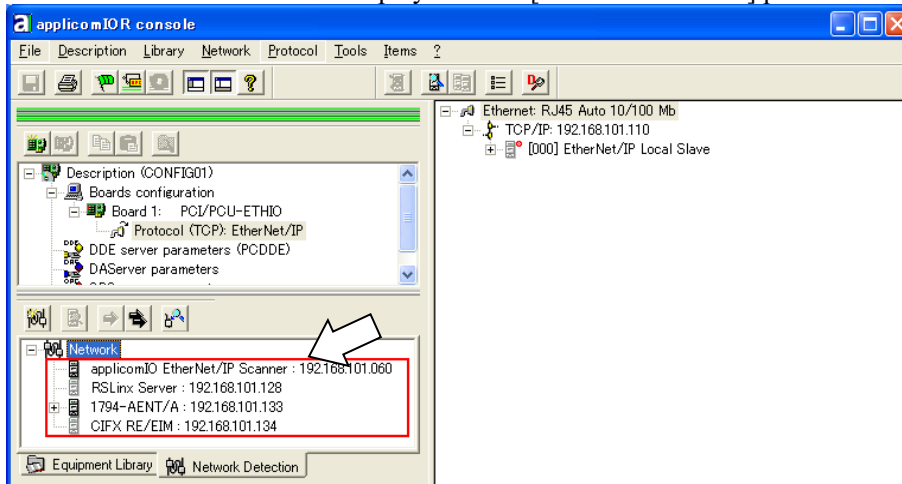 applicomIOR console
File Description Library Network Protocol Tools Items ?
Ethernet: RJ45 Auto 10/100 Mb
TCP/IP: 192.168.101.110
[000] EtherNet/IP Local Slave
Description (CONFIG01)
Boards configuration
Board 1: PCI/PCU-ETHIO
Protocol (TCP): EtherNet/IP
DDE server parameters (PCDDE)
DAServer parameters
Network
applicomIO EtherNet/IP Scanner : 192.168.101.060
RSLinx Server : 192.168.101.128
1794-AENT/A : 192.168.101.133
CIFX RE/EIM : 192.168.101.134
Equipment Library Network Detection